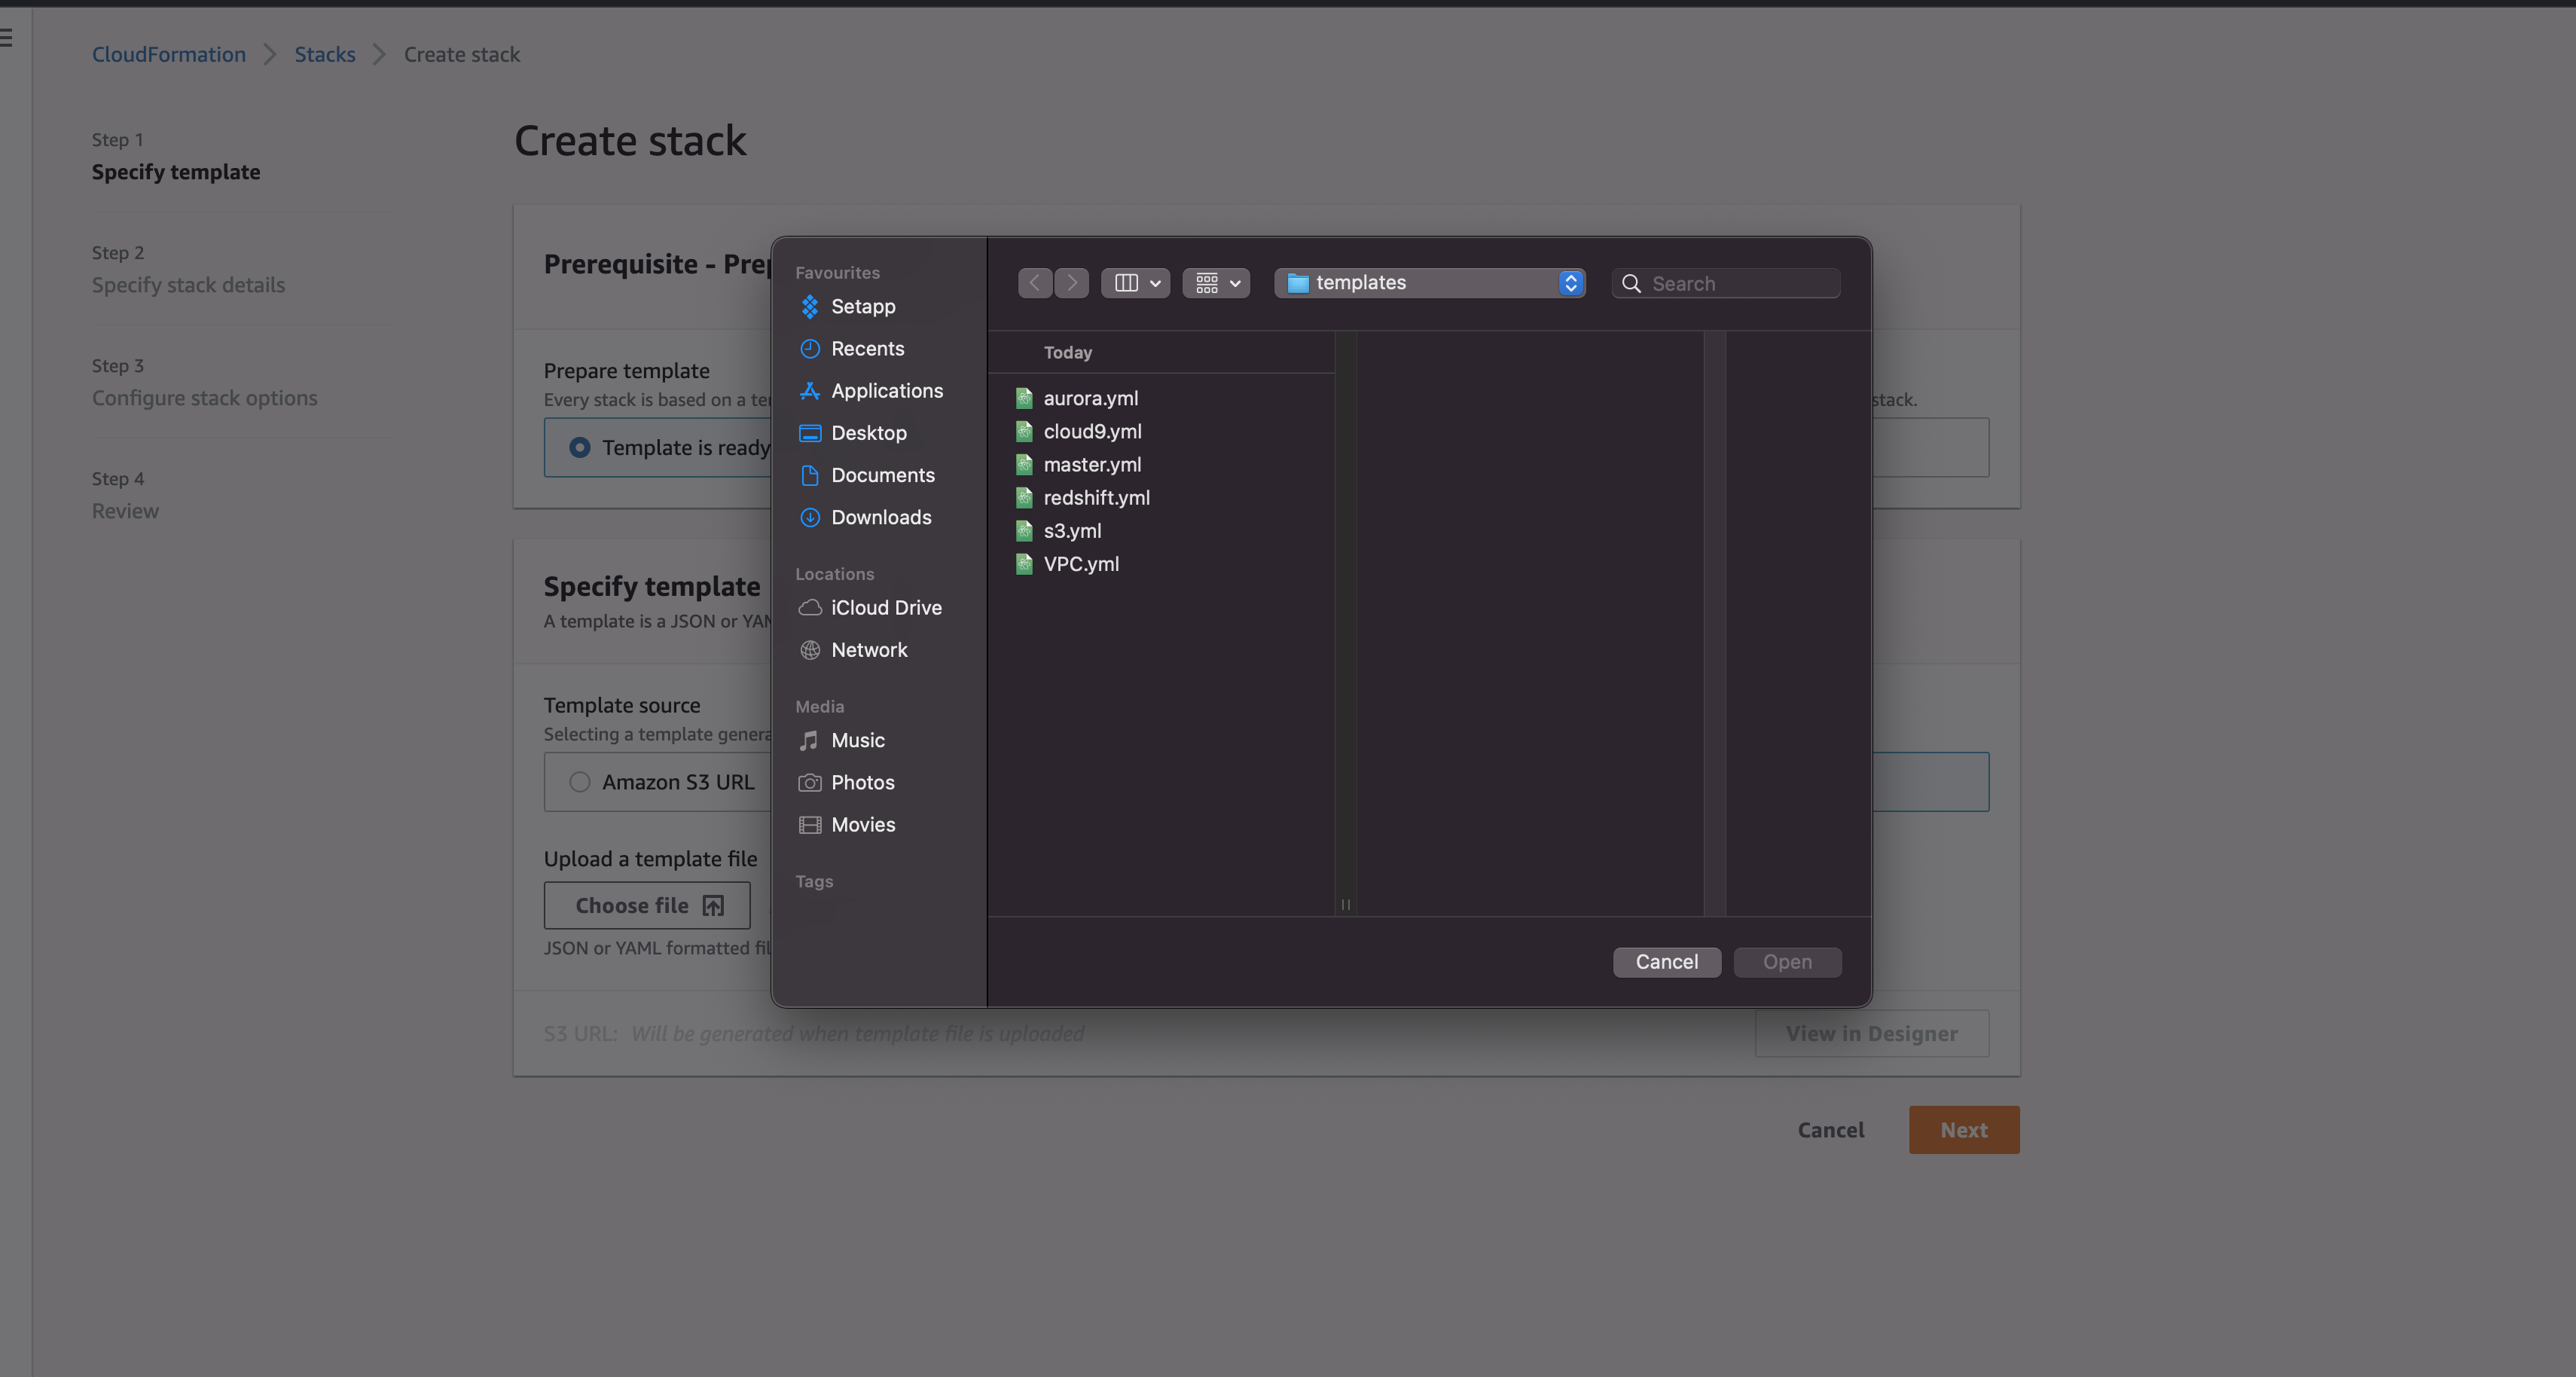 CloudFormation
Stacks
Create stack
Step 1
Specify template
Step 2
Specify stack details
Step 3
Configure stack options
Step 4
Review
Create stack
Prerequisite - Prep
Prepare template
Every stack is based on a te
stack.
Template is ready
Specify template
A template is a JSON or YAM
Template source
Selecting a template genera
Amazon S3 URL
Upload a template file
Choose file
JSON or YAML formatted fil
S3 URL: Will be generated when template file is uploaded
View in Designer
Cancel
Next
Favourites
Setapp
Recents
Applications
Desktop
Documents
Downloads
Locations
iCloud Drive
Network
Media
Music
Photos
Movies
Tags
templates
Search
Today
aurora.yml
cloud9.yml
master.yml
redshift.yml
s3.yml
VPC.yml
Cancel
Open